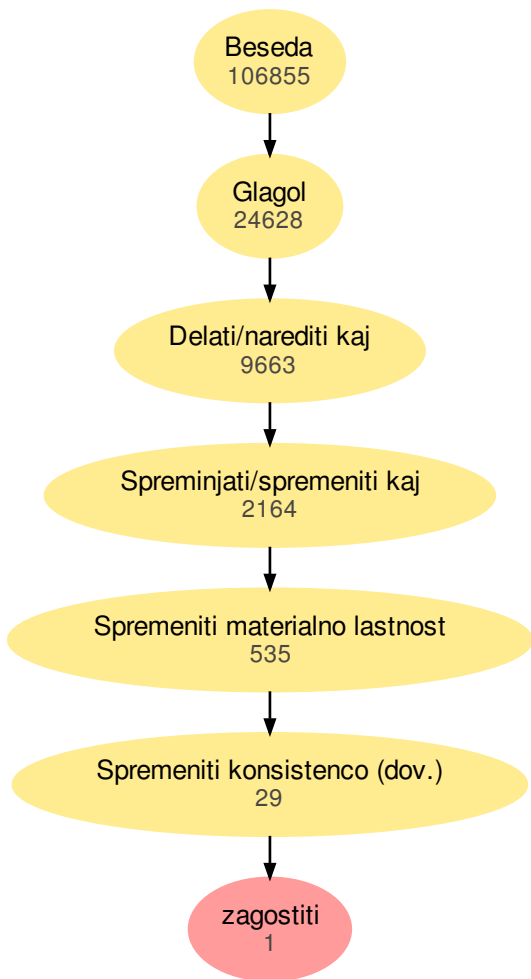 Beseda
106855
Glagol
24628
Delati/narediti kaj
9663
Spreminjati/spremeniti kaj
2164
Spremeniti materialno lastnost
535
Spremeniti konsistenco (dov.)
29
zagostiti
1